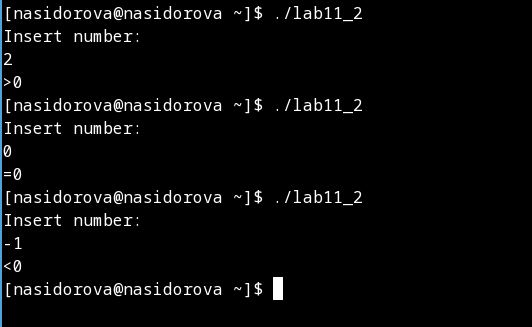 [nasidorova@nasidorova ~]$ ./lab11_2
Insert number:
2
>0
[nasidorova@nasidorova ~]$ ./lab11_2
Insert number:
0
=0
[nasidorova@nasidorova ~]$ ./lab11_2
Insert number:
-1
<0
[nasidorova@nasidorova ~]$